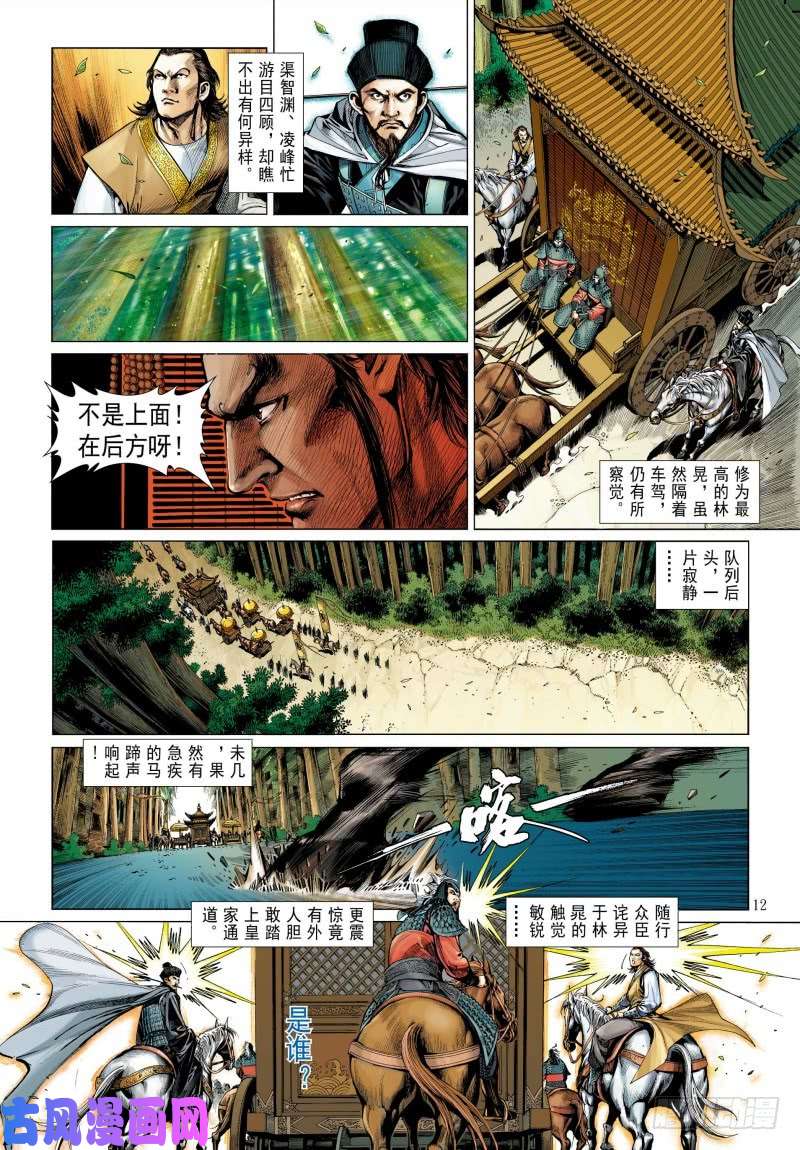 渠智渊、凌峰忙
游目四顾，却瞧
不出有何异样。
修为最
高的林
晃，虽
然隔着
车驾，
仍有所
察觉。
不是上面！
在后方呀！
队列后
头，一
片寂静
……
未几
，果
然有
急疾
的马
蹄声
响起
！
喀
12
随行
众臣
诧异
于林
晃的
触觉
敏锐
……
更震
惊竟
有外
人胆
敢踏
上皇
家通
道。
是谁？
古风漫画网